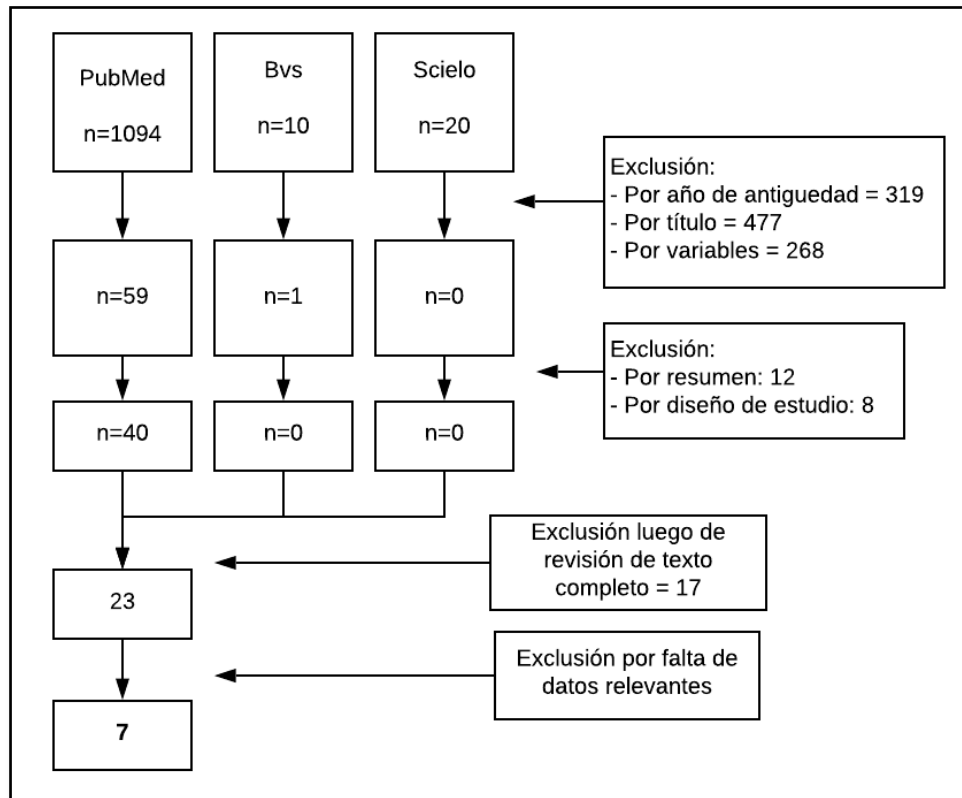 PubMed
n=1094
Bvs
n=10
Scielo
n=20
Exclusión:
- Por año de antiguedad = 319
- Por título = 477
- Por variables = 268
n=59
n=1
n=0
Exclusión:
- Por resumen: 12
- Por diseño de estudio: 8
n=40
n=0
n=0
Exclusión luego de
revisión de texto
completo = 17
23
Exclusión por falta de
datos relevantes
7